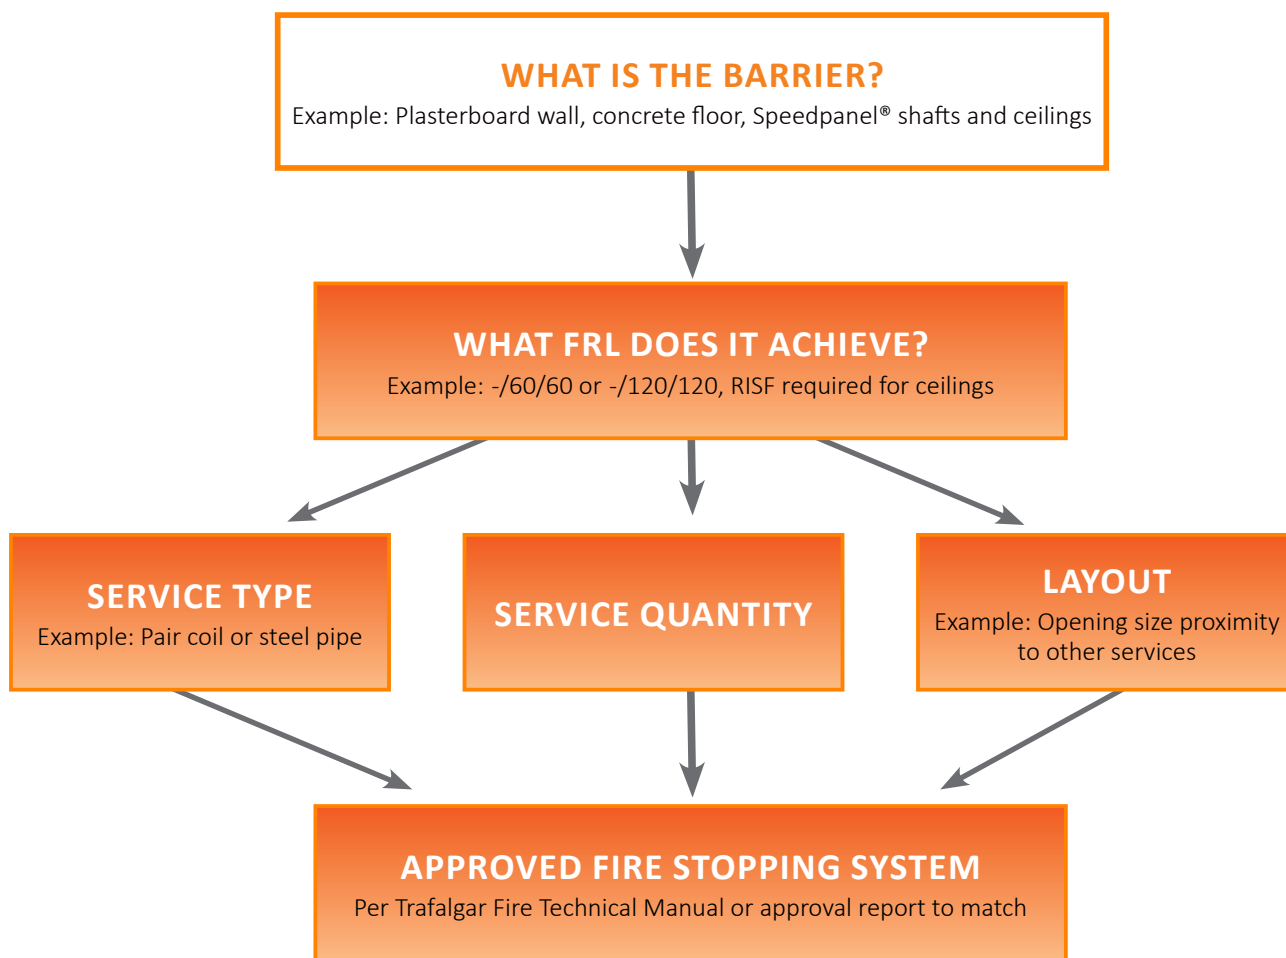 WHAT IS THE BARRIER?
Example: Plasterboard wall, concrete floor, Speedpanel® shafts and ceilings
WHAT FRL DOES IT ACHIEVE?
Example: -/60/60 or -/120/120, RISF required for ceilings
SERVICE TYPE
Example: Pair coil or steel pipe
SERVICE QUANTITY
LAYOUT
Example: Opening size proximity
to other services
APPROVED FIRE STOPPING SYSTEM
Per Trafalgar Fire Technical Manual or approval report to match